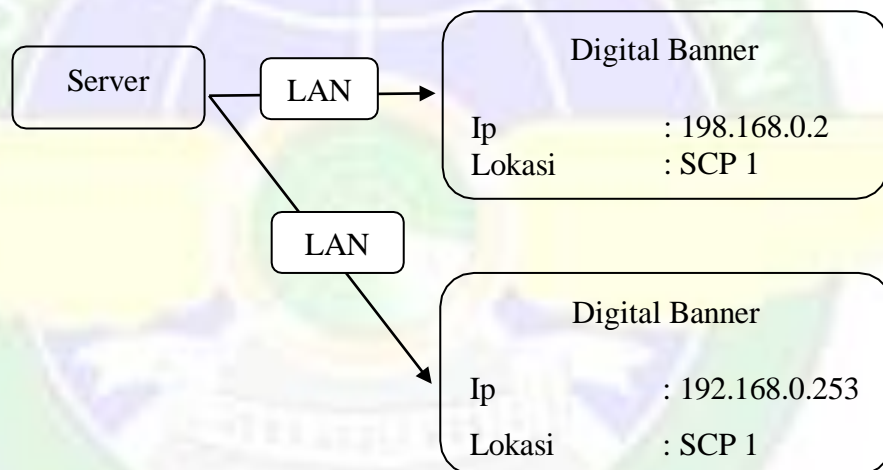 Server
LAN
Digital Banner
Ip : 198.168.0.2
Lokasi : SCP 1
LAN
Digital Banner
Ip : 192.168.0.253
Lokasi : SCP 1